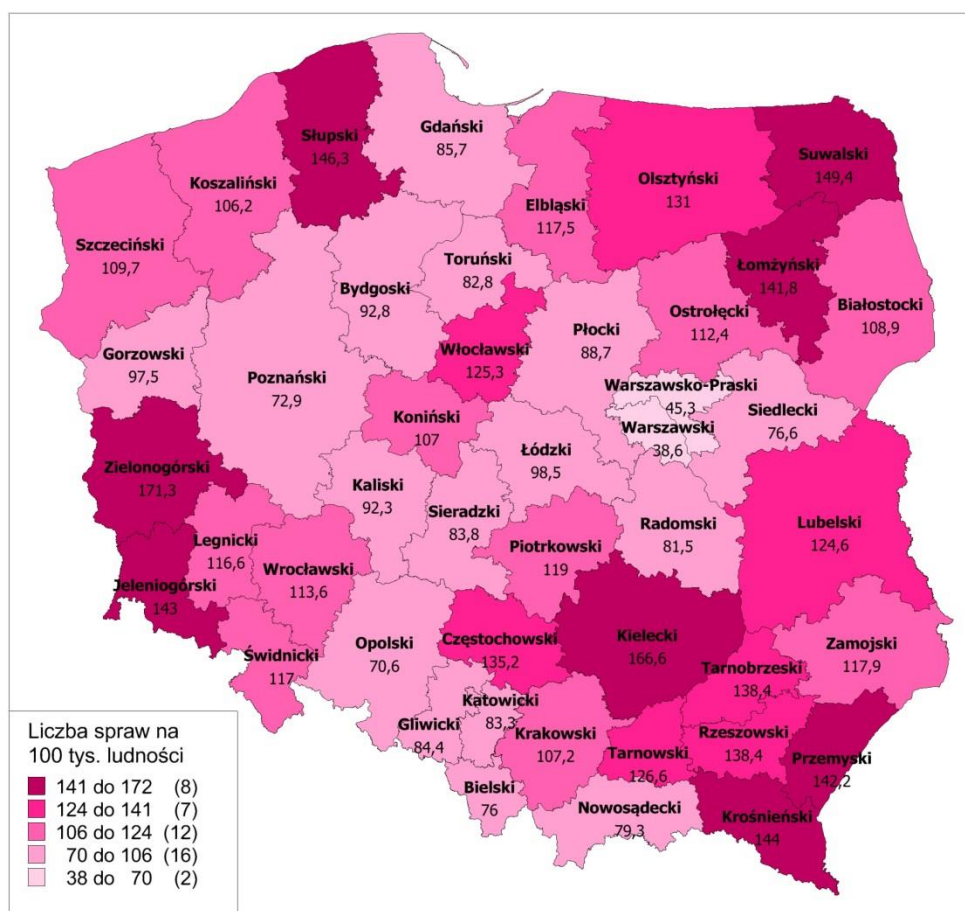 Słupski
146,3
Gdański
85,7
Suwalski
149,4
Koszaliński
106,2
Olsztyński
131
Elbląski
117,5
Szczeciński
109,7
Toruński
82,8
Łomżyński
141,8
Bydgoski
92,8
Ostrołęcki
112,4
Białostocki
108,9
Płocki
88,7
Włocławski
125,3
Gorzowski
97,5
Poznański
72,9
Warszawsko-Praski
45,3
Siedlecki
76,6
Koniński
107
Warszawski
38,6
Łódzki
98,5
Zielonogórski
171,3
Kaliski
92,3
Sieradzki
83,8
Radomski
81,5
Lubelski
124,6
Legnicki
116,6
Piotrkowski
119
Wrocławski
113,6
Jeleniogórski
143
Kielecki
166,6
Częstochowski
135,2
Opolski
70,6
Zamojski
117,9
Świdnicki
117
Tarnobrzeski
138,4
Katowicki
83,3
Gliwicki
84,4
Krakowski
107,2
Tarnowski
126,6
Rzeszowski
138,4
Przemyski
142,2
Bielski
76
Nowosądecki
79,3
Krośnieński
144
Liczba spraw na
100 tys. ludności
141 do 172 (8)
124 do 141 (7)
106 do 124 (12)
70 do 106 (16)
38 do 70 (2)